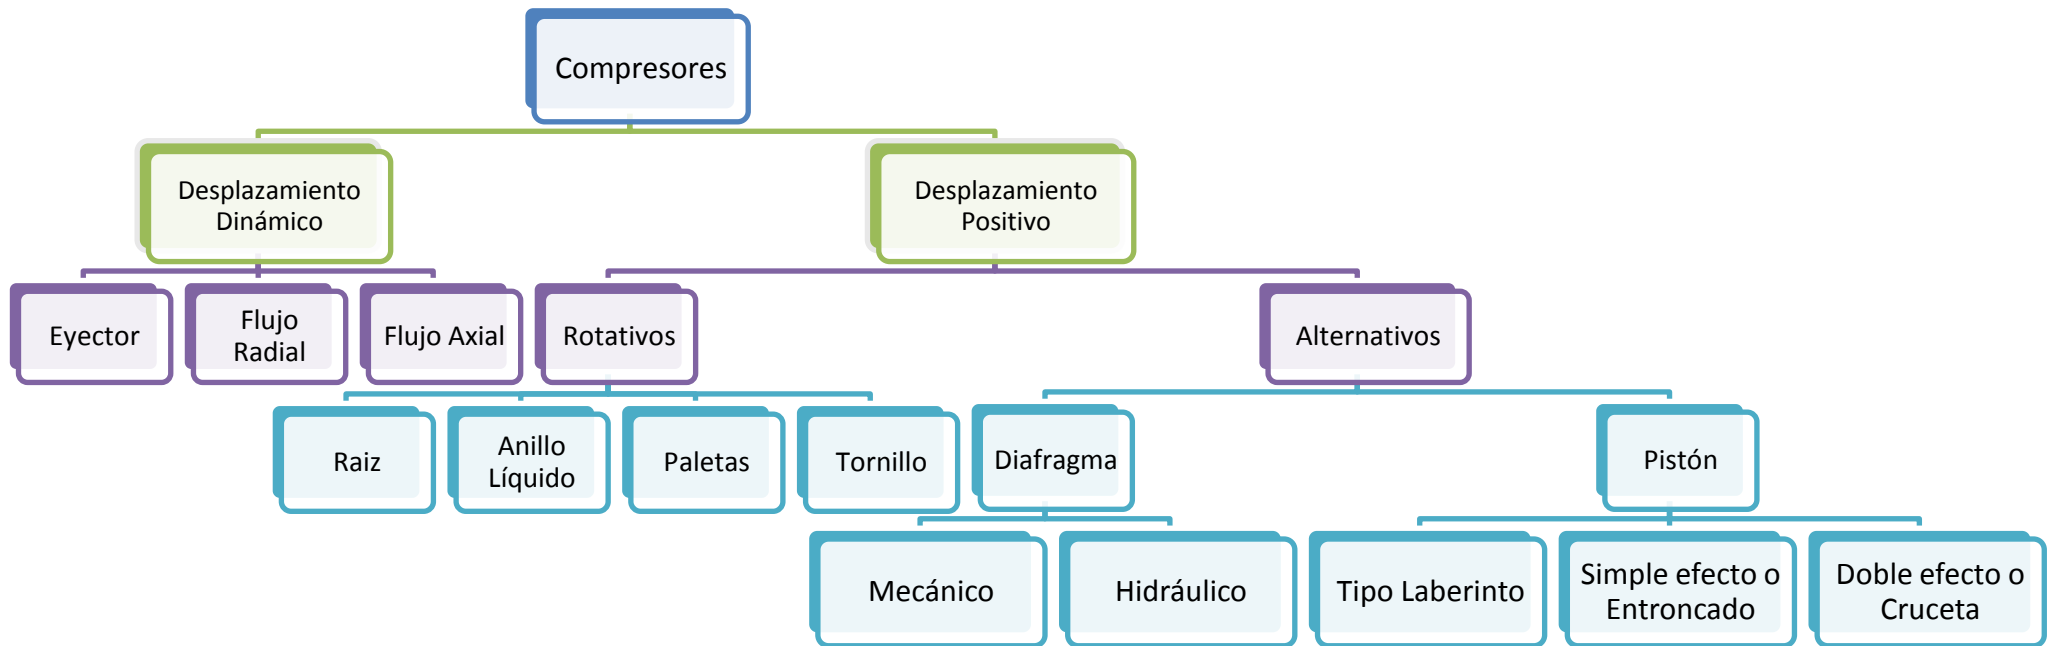 Compresores
Desplazamiento
Dinámico
Desplazamiento
Positivo
Eyector
Flujo
Radial
Flujo Axial
Rotativos
Alternativos
Raiz
Anillo
Líquido
Paletas
Tornillo
Diafragma
Pistón
Mecánico
Hidráulico
Tipo Laberinto
Simple efecto o
Entroncado
Doble efecto o
Cruceta